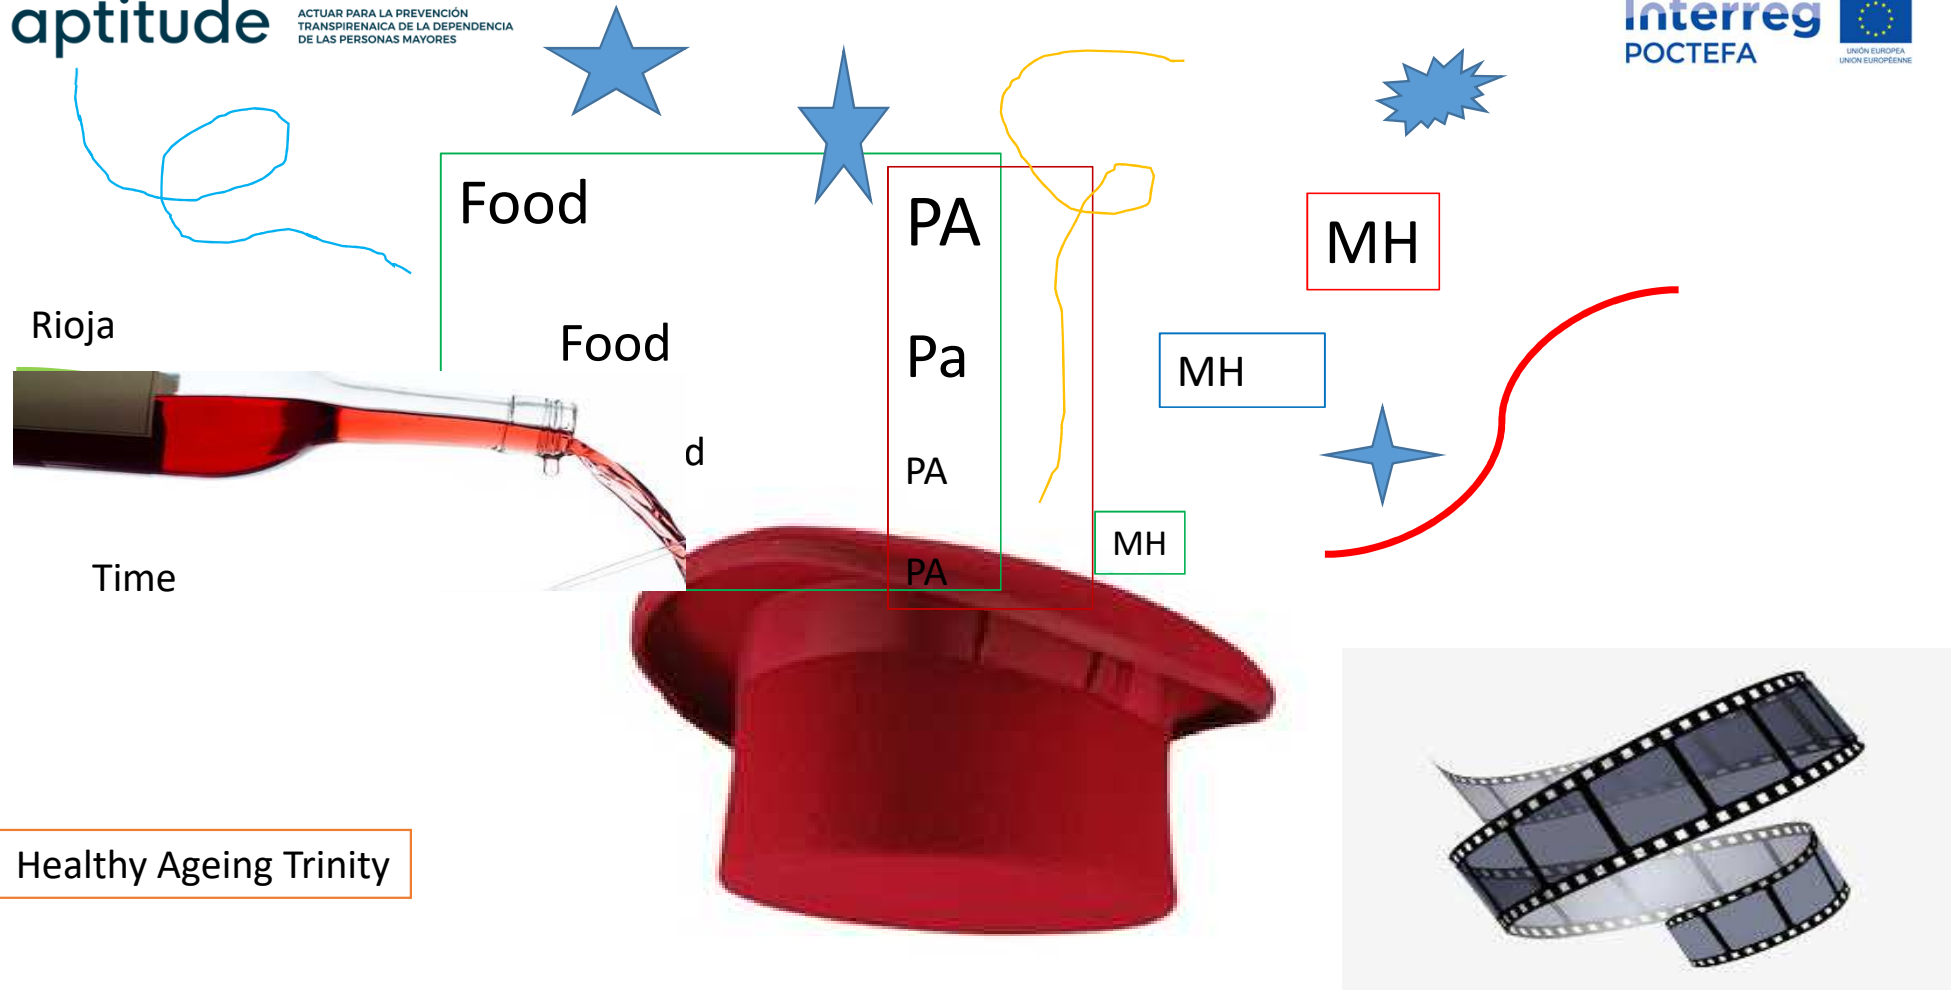 aptitude
ACTUAR PARA LA PREVENCIÓN
TRANSPIRENAICA DE LA DEPENDENCIA
DE LAS PERSONAS MAYORES
Interreg
POCTEFA
UNIÓN EUROPEA
UNION EUROPÉENNE
Food
PA
MH
Rioja
Food
Pa
MH
d
PA
MH
PA
Time
Healthy Ageing Trinity